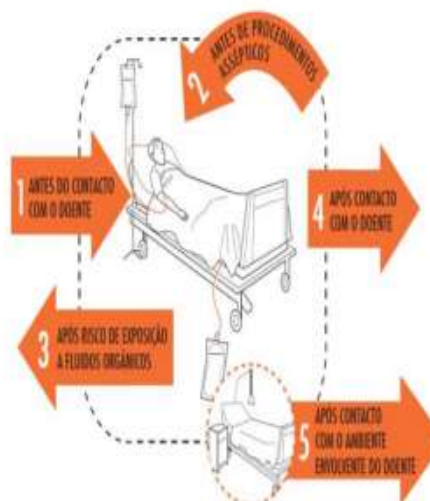 1 ANTES DO CONTACTO
COM O DOENTE
2 ANTES DE PROCEDIMENTOS
ASSÉPTICOS
3 APÓS RISCO DE EXPOSIÇÃO
A FLUIDOS ORGÂNICOS
4 APÓS CONTACTO
COM O DOENTE
5 APÓS CONTACTO
COM O AMBIENTE
ENVOLVENTE DO DOENTE